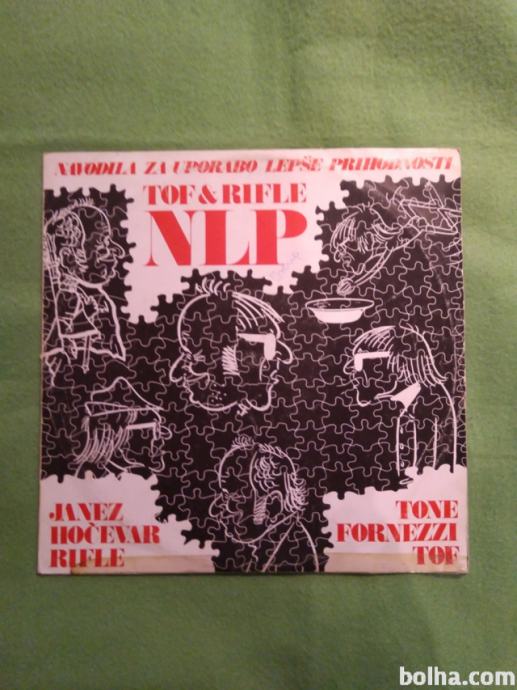 NAVODILA ZA UPORABO LEPŠE PRIHODNOSTI
TOF & RIFLE
NLP
JANEZ
HOČEVAR
RIFLE
TONE
FORNEZZI
TOF
bolha.com